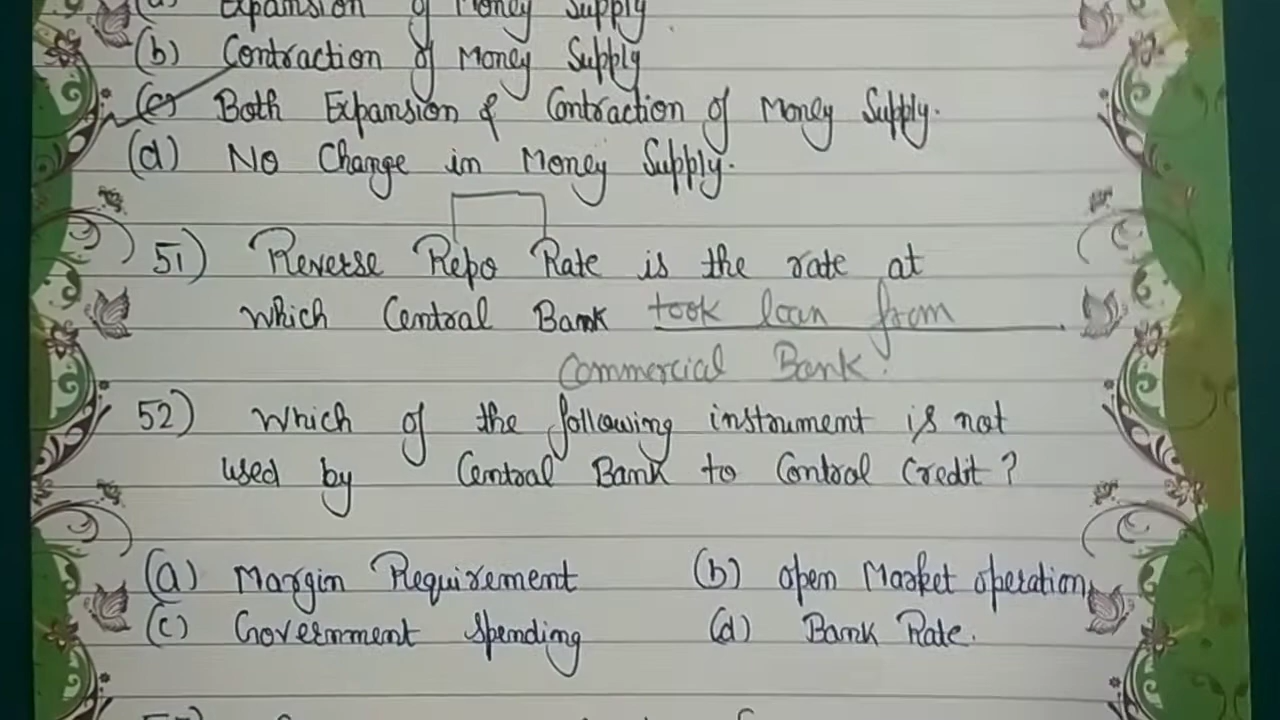 Expansion of Money Supply
(b) Contraction of Money Supply
(c) Both Expansion & Contraction of Money Supply.
(d) No Change in Money Supply.
51) Reverse Repo Rate is the rate at
which Central Bank took loan from
Commercial Bank.
52) Which of the following instrument is not
used by Central Bank to Control Credit?
(a) Margin Requirement (b) open Market operation
(c) Government Spending (d) Bank Rate.